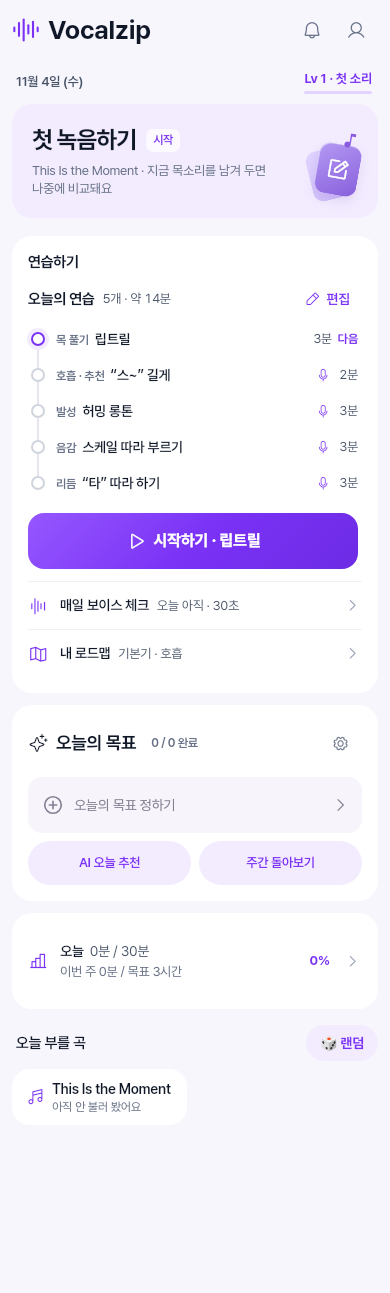 Vocalzip
11월 4일 (수)
Lv 1 · 첫 소리
첫 녹음하기 시작
This Is the Moment · 지금 목소리를 남겨 두면
나중에 비교돼요
연습하기
오늘의 연습 5개 · 약 14분 편집
목 풀기 립트릴 3분 다음
호흡 · 추천 “스~” 길게 2분
발성 허밍 롱톤 3분
음감 스케일 따라 부르기 3분
리듬 “타” 따라 하기 3분
시작하기 · 립트릴
매일 보이스 체크 오늘 아직 · 30초
내 로드맵 기본기 · 호흡
오늘의 목표 0 / 0 완료
오늘의 목표 정하기
AI 오늘 추천 주간 돌아보기
오늘 0분 / 30분
이번 주 0분 / 목표 3시간
0%
오늘 부를 곡 랜덤
This Is the Moment
아직 안 불러 봤어요